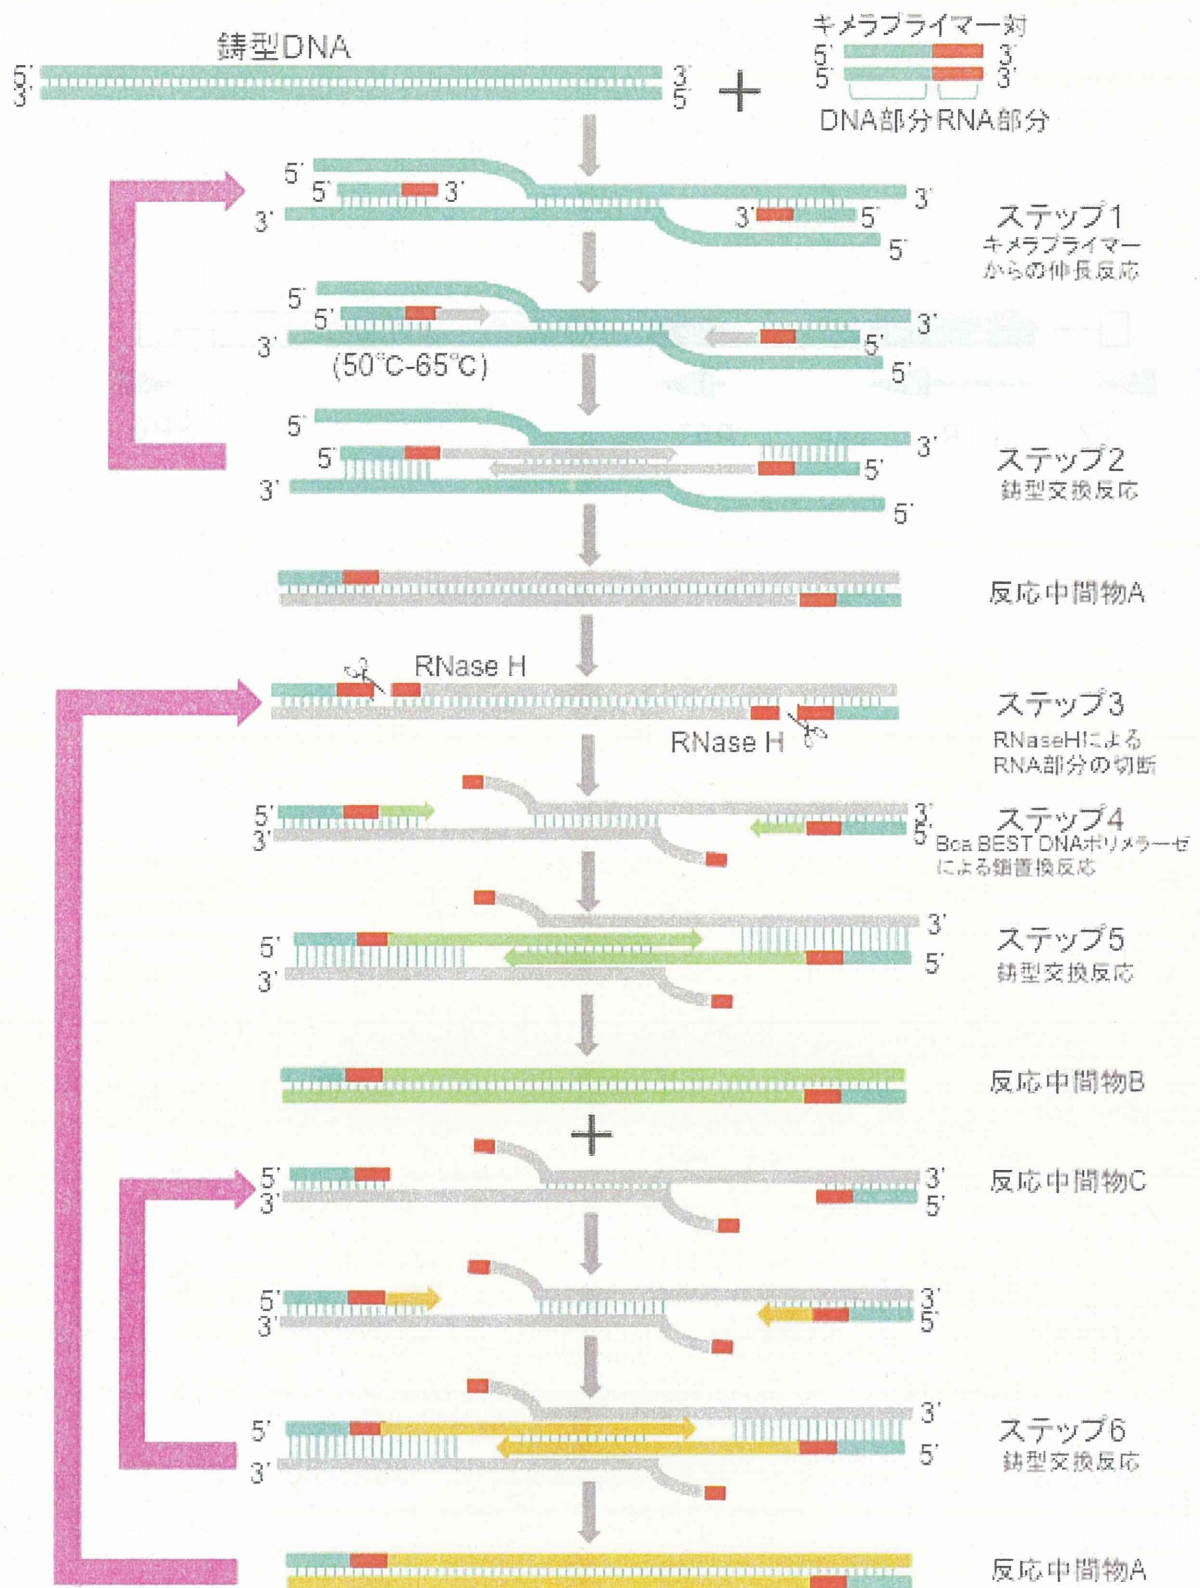 鋳型DNA
キメラプライマー対
5' 3'
3' 5'
5' 3'
5' 3'
DNA部分 RNA部分
5'
5' 3'
3'
3'
3' 5'
5'
ステップ1
キメラプライマー
からの伸長反応
5'
5'
3'
3'
5'
5'
(50℃-65℃)
5'
5'
3'
3'
5'
5'
ステップ2
鋳型交換反応
反応中間物A
RNase H
RNase H
ステップ3
RNaseHによる
RNA部分の切断
5'
3'
3'
5'
ステップ4
Bca BEST DNAポリメラーゼ
による鎖置換反応
5'
3'
3'
5'
ステップ5
鋳型交換反応
反応中間物B
+
5'
3'
3'
5'
反応中間物C
5'
3'
3'
5'
5'
3'
3'
5'
ステップ6
鋳型交換反応
反応中間物A